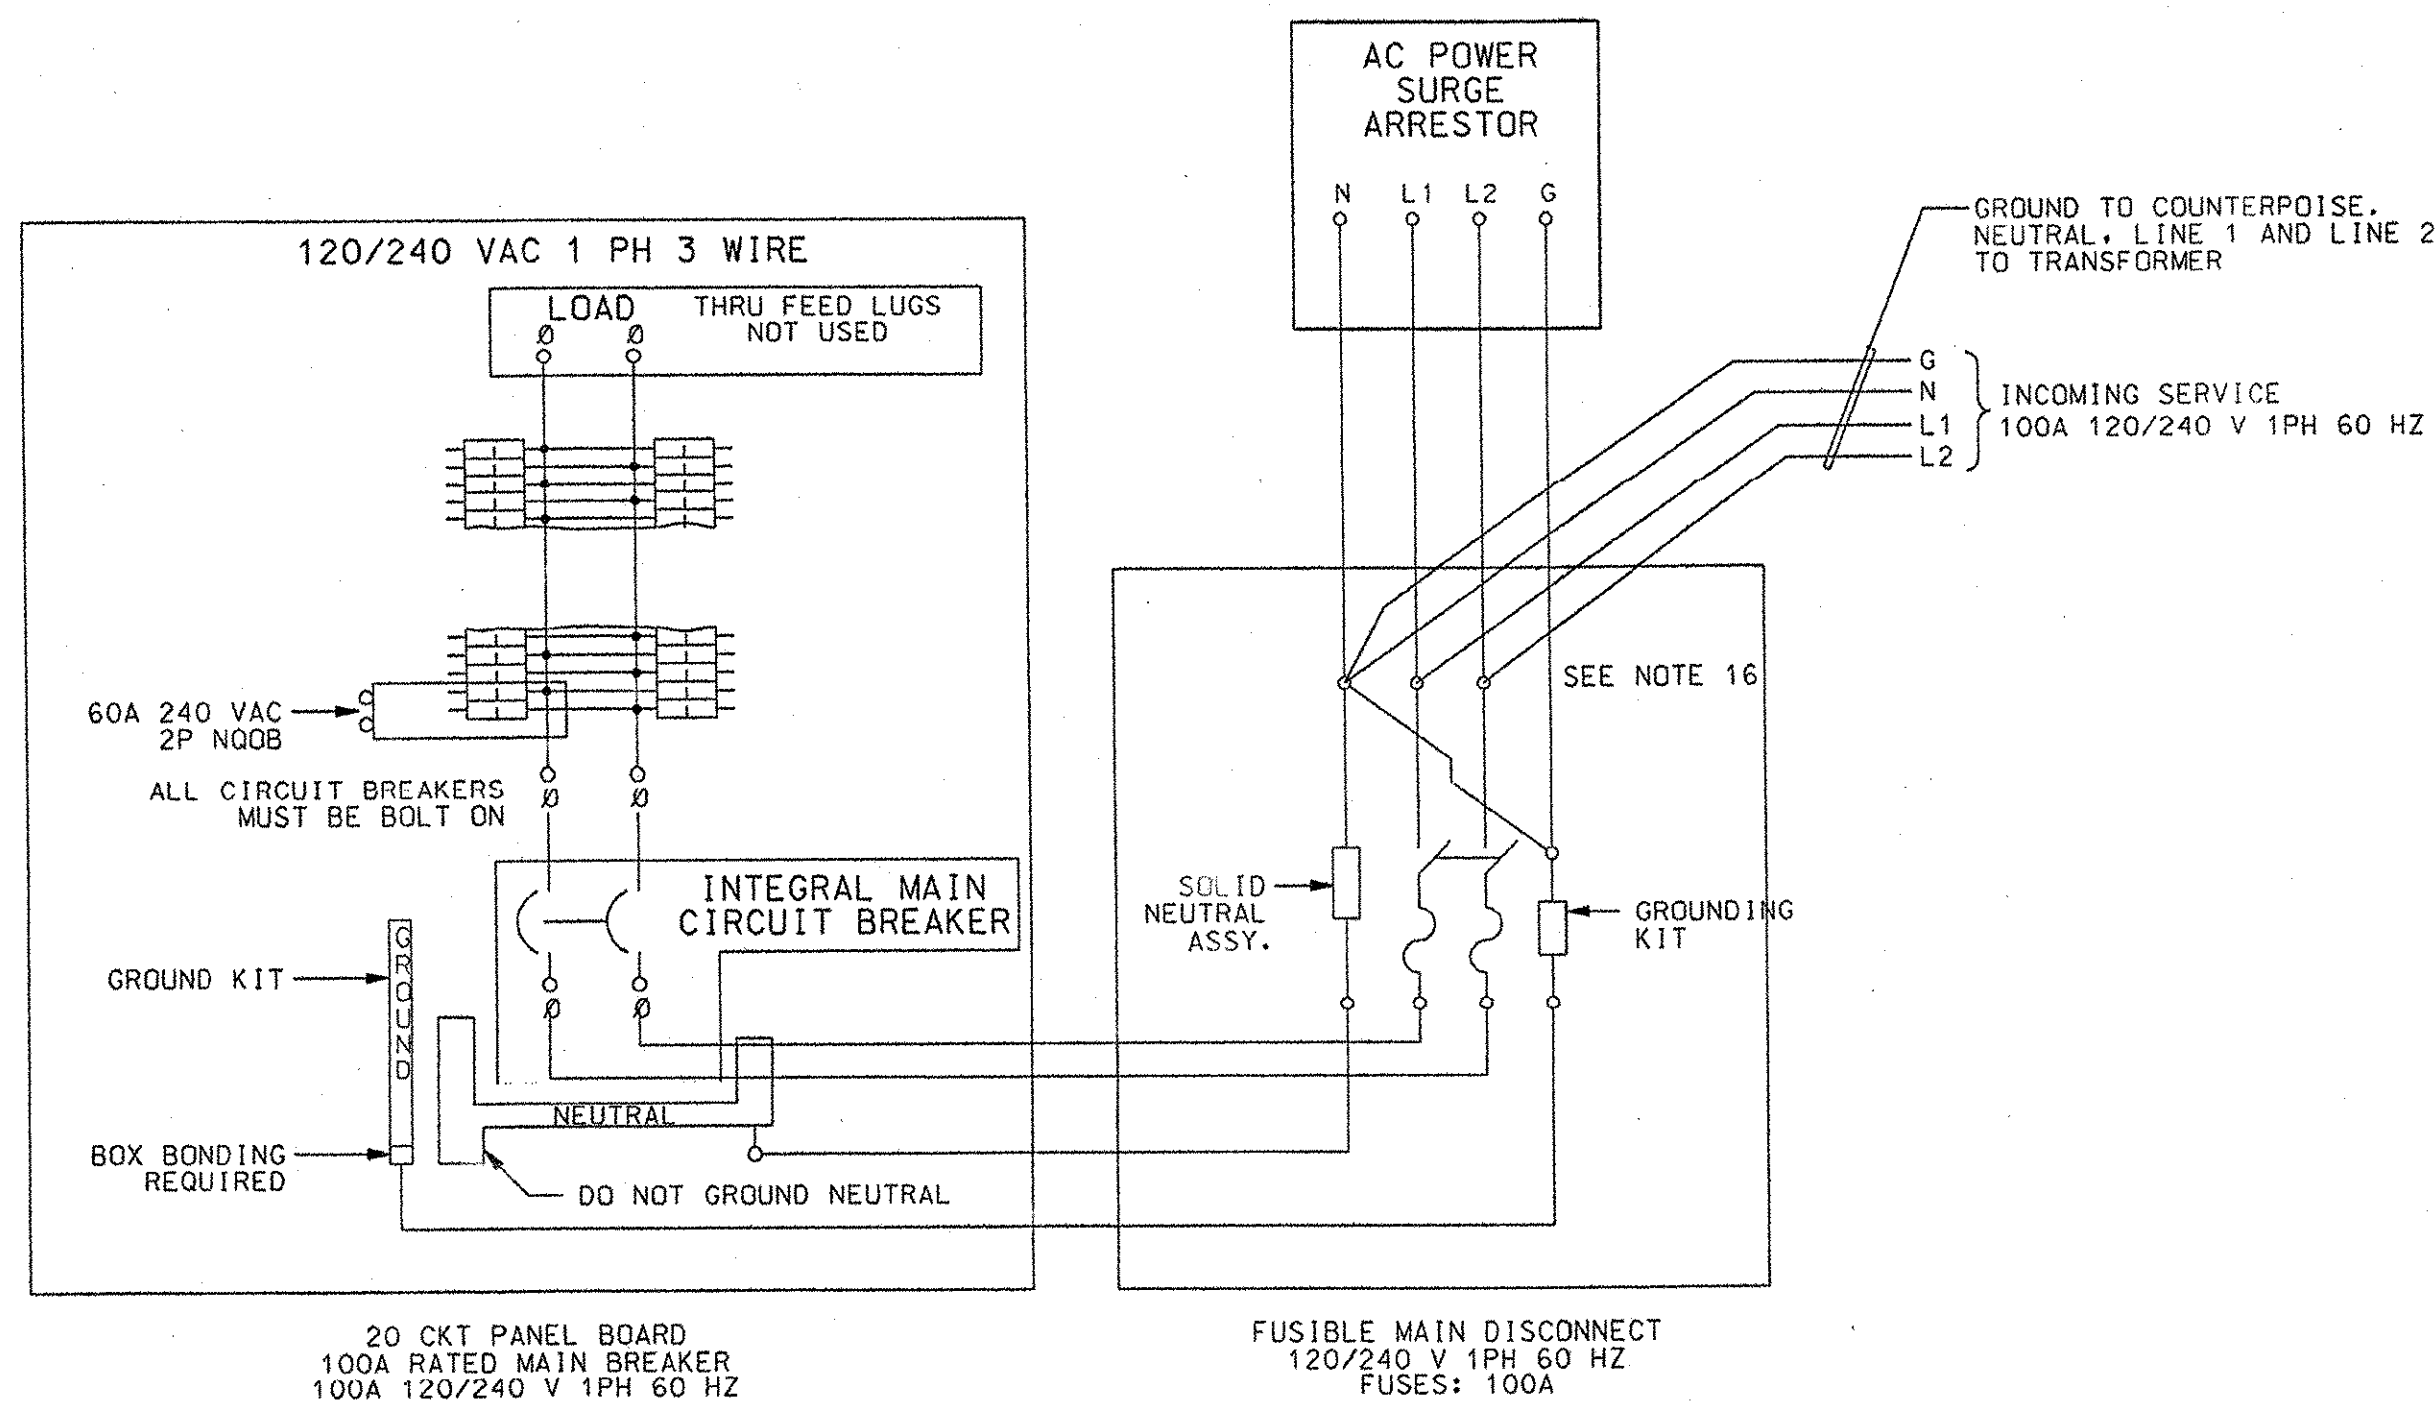 AC POWER
SURGE
ARRESTOR
N L1 L2 G
GROUND TO COUNTERPOISE.
NEUTRAL, LINE 1 AND LINE 2
TO TRANSFORMER
G
N
L1
L2
INCOMING SERVICE
100A 120/240 V 1PH 60 HZ
120/240 VAC 1 PH 3 WIRE
LOAD
Ø Ø
THRU FEED LUGS
NOT USED
60A 240 VAC
2P NQOB
Ø Ø
ALL CIRCUIT BREAKERS
MUST BE BOLT ON
INTEGRAL MAIN
CIRCUIT BREAKER
Ø Ø
GROUND KIT
GROUND
NEUTRAL
BOX BONDING
REQUIRED
DO NOT GROUND NEUTRAL
20 CKT PANEL BOARD
100A RATED MAIN BREAKER
100A 120/240 V 1PH 60 HZ
SEE NOTE 16
SOLID
NEUTRAL
ASSY.
GROUNDING
KIT
FUSIBLE MAIN DISCONNECT
120/240 V 1PH 60 HZ
FUSES: 100A